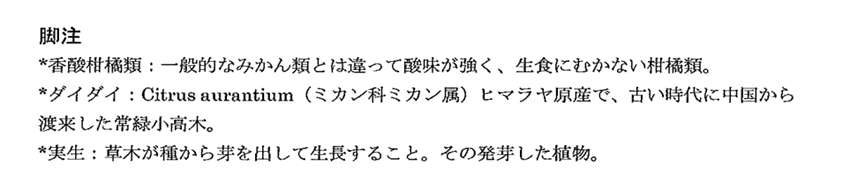 脚注
*香酸柑橘類：一般的なみかん類とは違って酸味が強く、生食にむかない柑橘類。
*ダイダイ：Citrus aurantium（ミカン科ミカン属）ヒマラヤ原産で、古い時代に中国から
渡来した常緑小高木。
*実生：草木が種から芽を出して生長すること。その発芽した植物。